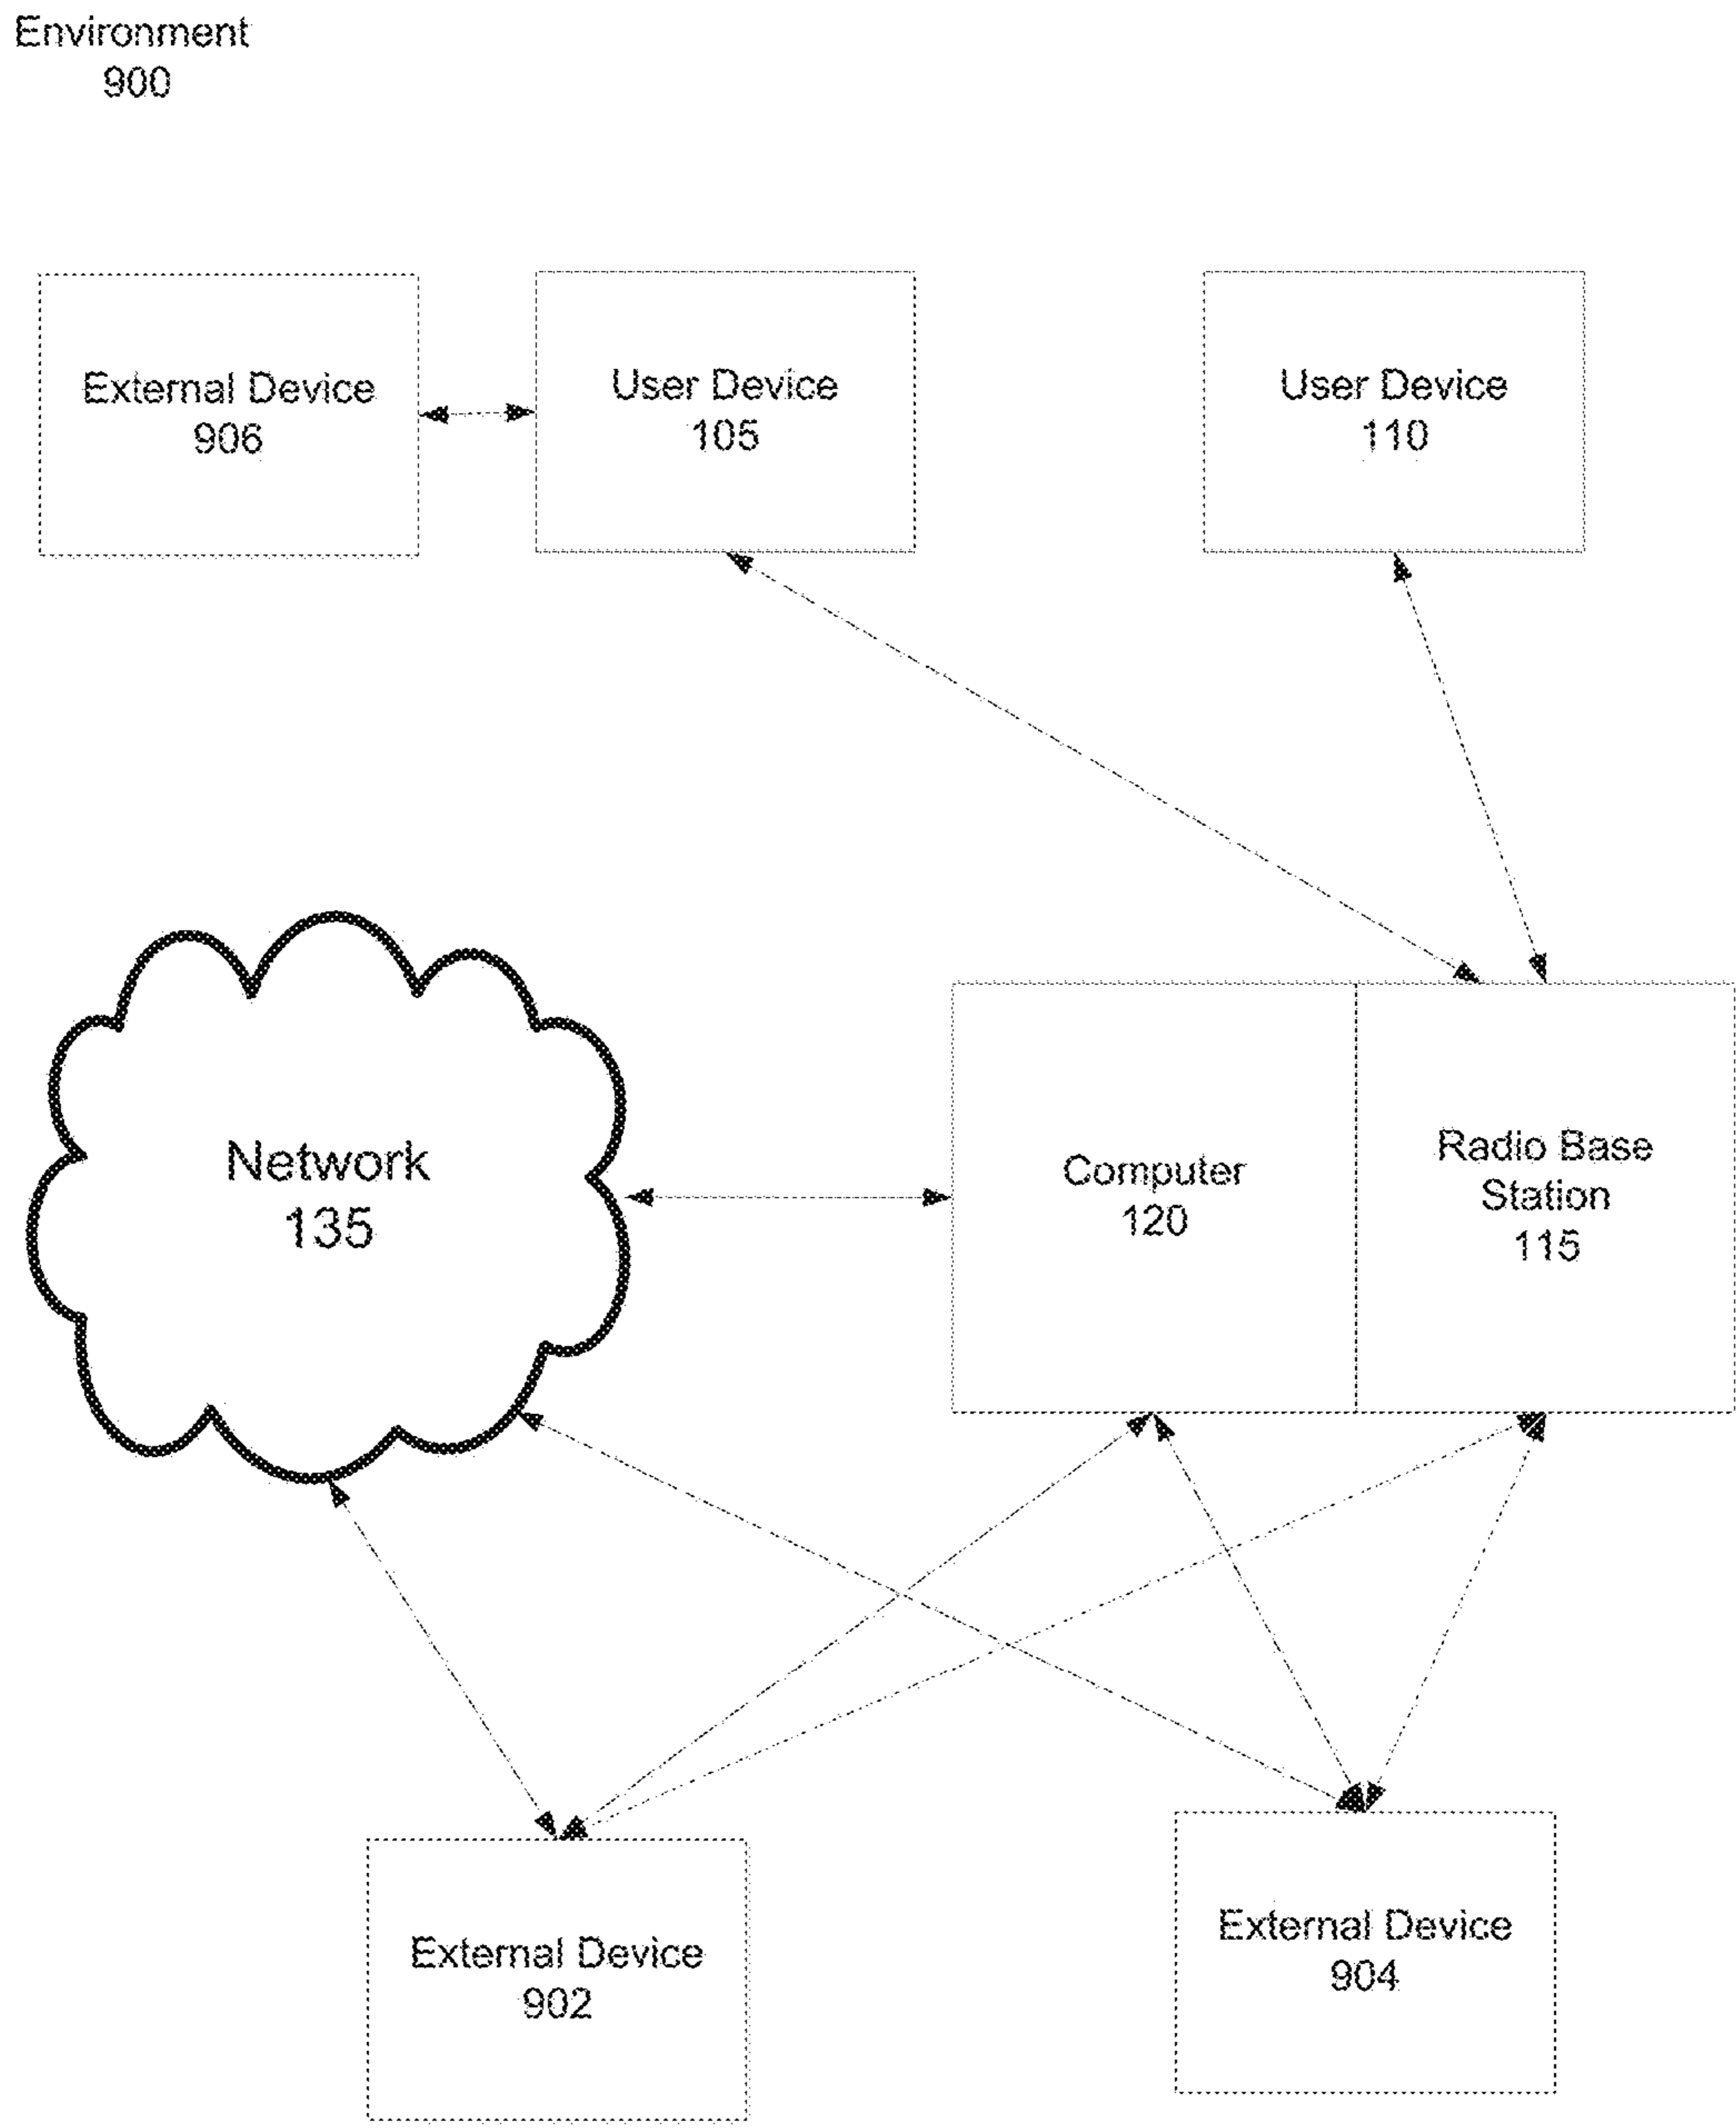 Environment
900
External Device
906
User Device
105
User Device
110
Network
135
Computer
120
Radio Base
Station
115
External Device
902
External Device
904